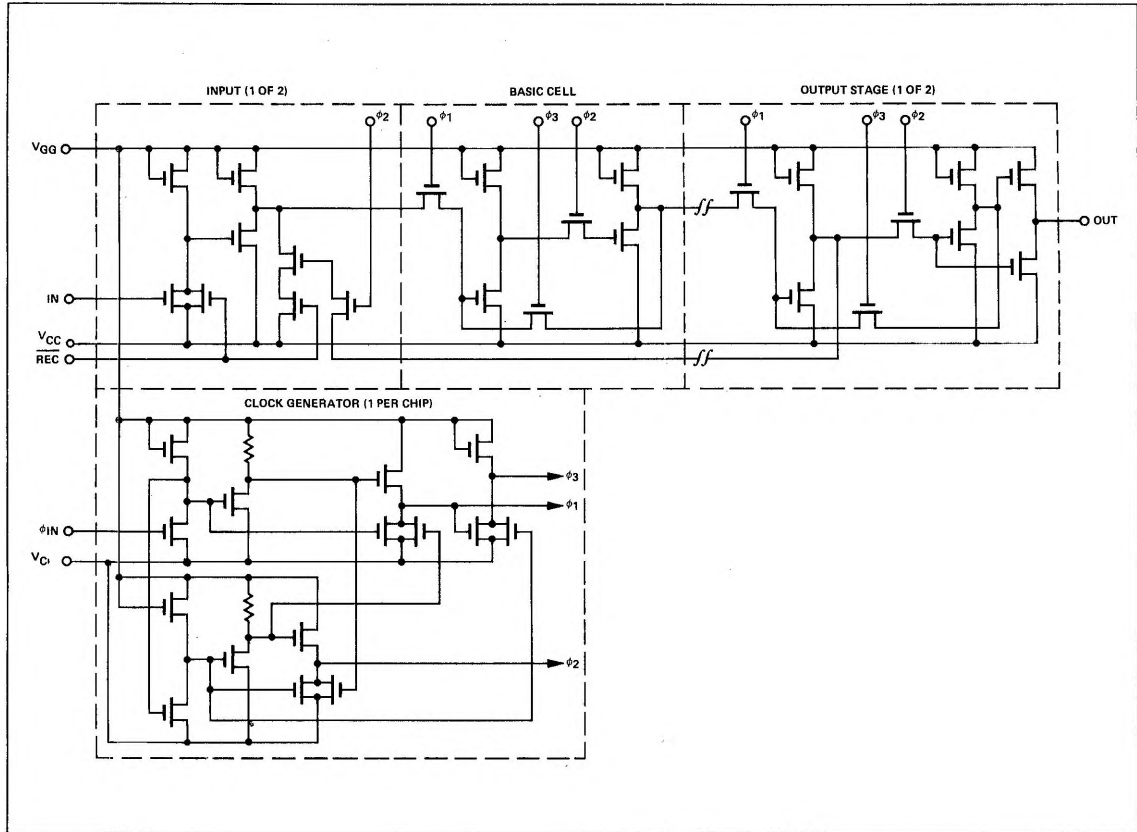 INPUT (1 OF 2)
BASIC CELL
OUTPUT STAGE (1 OF 2)
ϕ2
ϕ1
ϕ3
ϕ2
ϕ1
ϕ3
ϕ2
VGG
OUT
IN
VCC
REC
CLOCK GENERATOR (1 PER CHIP)
ϕ3
ϕ1
ϕIN
ϕ2